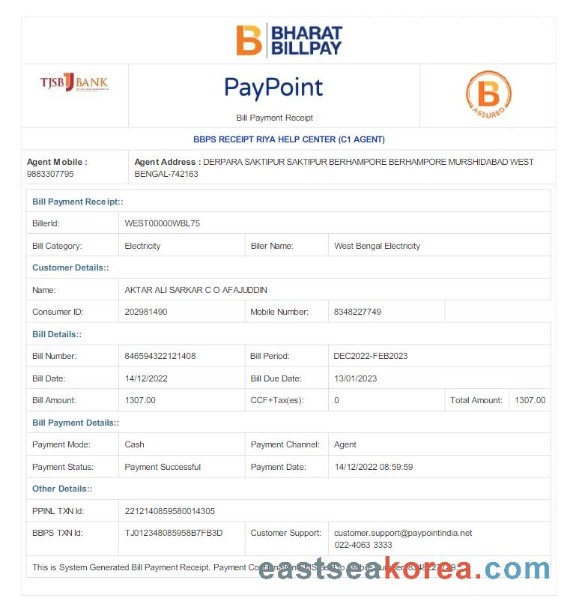 BHARAT
BILLPAY
TJSB BANK
PayPoint
Bill Payment Receipt
B
ASSURED
BBPS RECEIPT RIYA HELP CENTER (C1 AGENT)
Agent Mobile :
9883307795
Agent Address : DERPARA SAKTIPUR SAKTIPUR BERHAMPORE BERHAMPORE MURSHIDABAD WEST
BENGAL-742163
Bill Payment Receipt::
BillerId: WEST00000WBL75
Bill Category: Electricity Biler Name: West Bengal Electricity
Customer Details::
Name: AKTAR ALI SARKAR C O AFAJUDDIN
Consumer ID: 202981490 Mobile Number: 8348227749
Bill Details::
Bill Number: 846594322121408 Bill Period: DEC2022-FEB2023
Bill Date: 14/12/2022 Bill Due Date: 13/01/2023
Bill Amount: 1307.00 CCF+Tax(es): 0 Total Amount: 1307.00
Bill Payment Details::
Payment Mode: Cash Payment Channel: Agent
Payment Status: Payment Successful Payment Date: 14/12/2022 08:59:59
Other Details::
PPINL TXN Id: 2212140859580014305
BBPS TXN Id: TJ012348085958B7FB3D Customer Support: customer.support@paypointindia.net
022-4063 3333
This is System Generated Bill Payment Receipt. Payment
eastseakorea.com